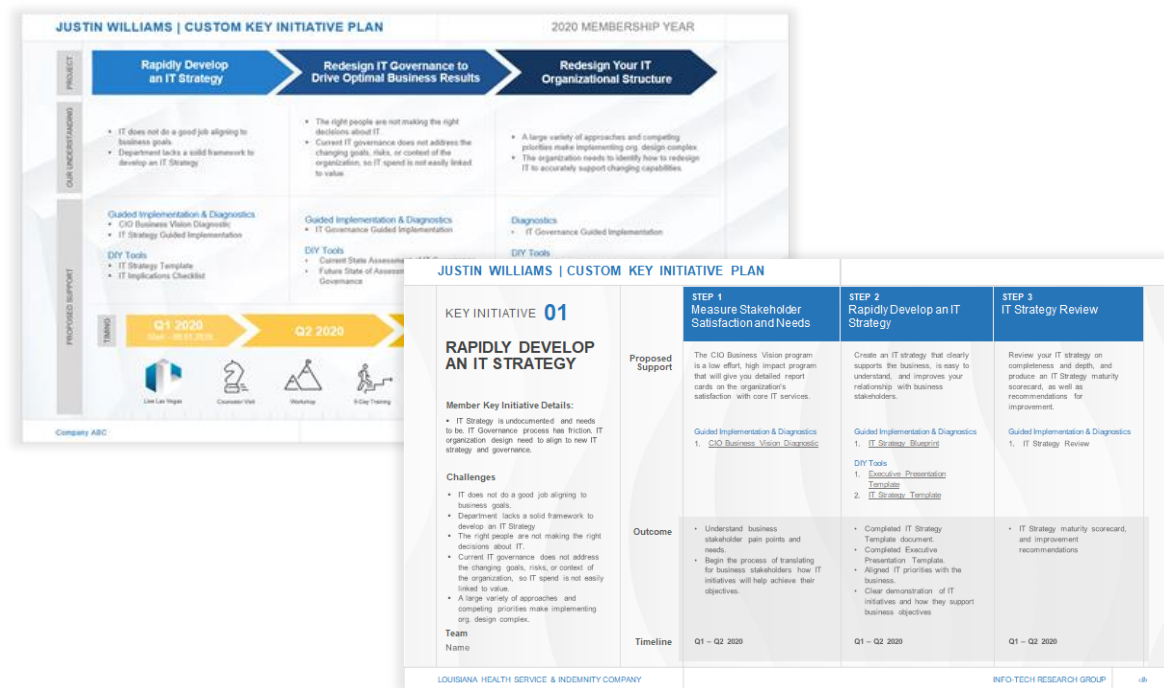 JUSTIN WILLIAMS | CUSTOM KEY INITIATIVE PLAN
2020 MEMBERSHIP YEAR
PROJECT
Rapidly Develop
an IT Strategy
Redesign IT Governance to
Drive Optimal Business Results
Redesign Your IT
Organizational Structure
OUR UNDERSTANDING
• IT does not do a good job aligning to
business goals
• Department lacks a solid framework to
develop an IT Strategy
• The right people are not making the right
decisions about IT
• Current IT governance does not address the
changing goals, risks, or context of the
organization, so IT spend is not easily linked
to value
• A large variety of approaches and competing
priorities make implementing org. design complex
• The organization needs to identify how to redesign
IT to accurately support changing capabilities
PROPOSED SUPPORT
Guided Implementation & Diagnostics
• CIO Business Vision Diagnostic
• IT Strategy Guided Implementation
DIY Tools
• IT Strategy Template
• IT Implications Checklist
Guided Implementation & Diagnostics
• IT Governance Guided Implementation
DIY Tools
• Current State Assessment
• Future State of Assessm
Governance
Diagnostics
• IT Governance Guided Implementation
DIY Tools
TIMING
Q1 2020
Q2 2020
Live Las Vegas
Counselor Visit
Workshop
5-Day Training
Company ABC
JUSTIN WILLIAMS | CUSTOM KEY INITIATIVE PLAN
KEY INITIATIVE 01
RAPIDLY DEVELOP
AN IT STRATEGY
Member Key Initiative Details:
• IT Strategy is undocumented and needs
to be. IT Governance process has friction. IT
organization design need to align to new IT
strategy and governance.
Challenges
• IT does not do a good job aligning to
business goals.
• Department lacks a solid framework to
develop an IT Strategy
• The right people are not making the right
decisions about IT.
• Current IT governance does not address
the changing goals, risks, or context of
the organization, so IT spend is not easily
linked to value.
• A large variety of approaches and
competing priorities make implementing
org. design complex.
Team
Name
Proposed
Support
Outcome
Timeline
STEP 1
Measure Stakeholder
Satisfaction and Needs
The CIO Business Vision program
is a low effort, high impact program
that will give you detailed report
cards on the organization's
satisfaction with core IT services.
Guided Implementation & Diagnostics
1. CIO Business Vision Diagnostic
• Understand business
stakeholder pain points and
needs.
• Begin the process of translating
for business stakeholders how IT
initiatives will help achieve their
objectives.
Q1 – Q2 2020
STEP 2
Rapidly Develop an IT
Strategy
Create an IT strategy that clearly
supports the business, is easy to
understand, and improves your
relationship with business
stakeholders.
Guided Implementation & Diagnostics
1. IT Strategy Blueprint
DIY Tools
1. Executive Presentation
Template
2. IT Strategy Template
• Completed IT Strategy
Template document.
• Completed Executive
Presentation Template.
• Aligned IT priorities with the
business.
• Clear demonstration of IT
initiatives and how they support
business objectives
Q1 – Q2 2020
STEP 3
IT Strategy Review
Review your IT strategy on
completeness and depth, and
produce an IT Strategy maturity
scorecard, as well as
recommendations for
improvement.
Guided Implementation & Diagnostics
1. IT Strategy Review
• IT Strategy maturity scorecard,
and improvement
recommendations
Q1 – Q2 2020
LOUISIANA HEALTH SERVICE & INDEMNITY COMPANY
INFO-TECH RESEARCH GROUP